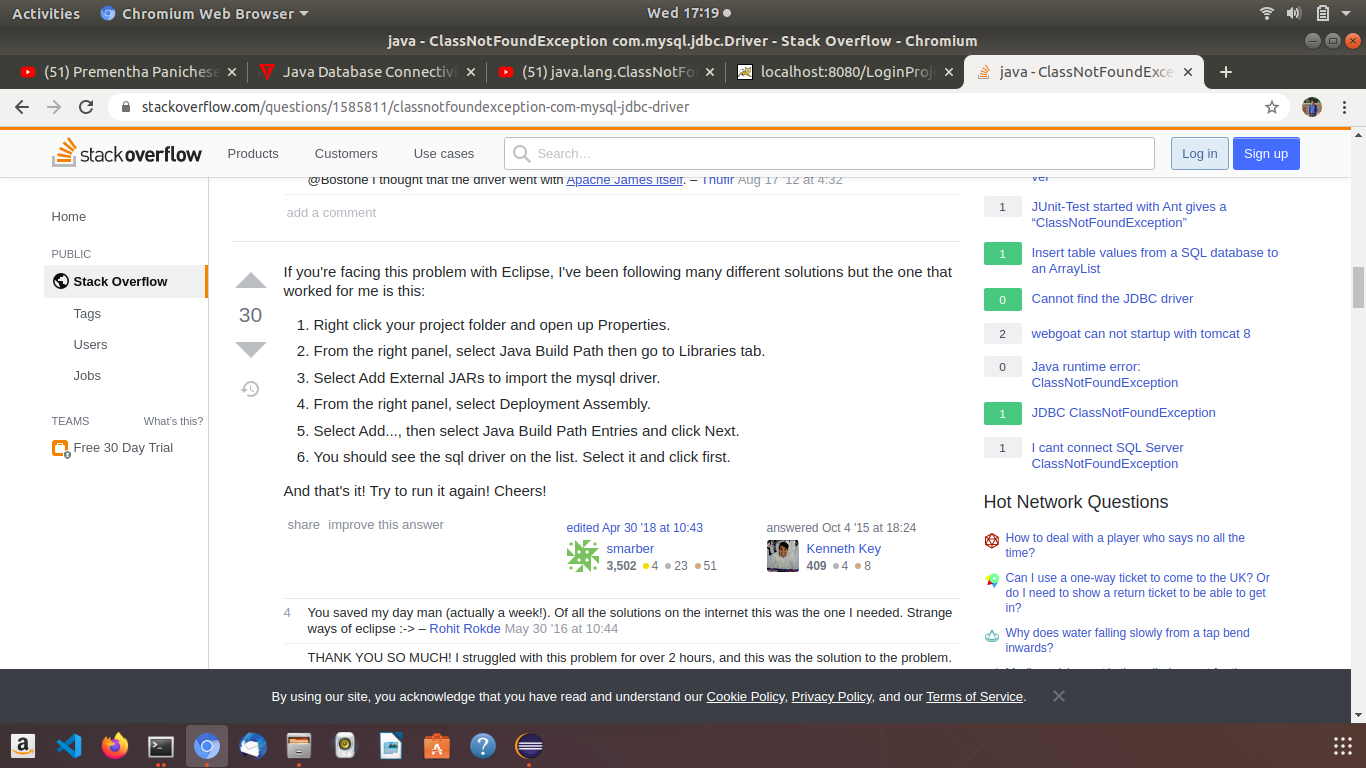 Activities
Chromium Web Browser
Wed 17:19
java - ClassNotFoundException com.mysql.jdbc.Driver - Stack Overflow - Chromium
(51) Prementha Panichese
Java Database Connectivi
(51) java.lang.ClassNotFo
localhost:8080/LoginProj
java - ClassNotFoundExce
stackoverflow.com/questions/1585811/classnotfoundexception-com-mysql-jdbc-driver
stack overflow
Products
Customers
Use cases
Search…
Log in
Sign up
Home
PUBLIC
Stack Overflow
Tags
Users
Jobs
TEAMS
What's this?
Free 30 Day Trial
@Bostone I thought that the driver went with Apache James itself. – Thufir Aug 17 '12 at 4:32
add a comment
30
If you're facing this problem with Eclipse, I've been following many different solutions but the one that
worked for me is this:
1. Right click your project folder and open up Properties.
2. From the right panel, select Java Build Path then go to Libraries tab.
3. Select Add External JARs to import the mysql driver.
4. From the right panel, select Deployment Assembly.
5. Select Add..., then select Java Build Path Entries and click Next.
6. You should see the sql driver on the list. Select it and click first.
And that's it! Try to run it again! Cheers!
share improve this answer
edited Apr 30 '18 at 10:43
smarber
3,502 4 23 51
answered Oct 4 '15 at 18:24
Kenneth Key
409 4 8
4 You saved my day man (actually a week!). Of all the solutions on the internet this was the one I needed. Strange
ways of eclipse :-> – Rohit Rokde May 30 '16 at 10:44
THANK YOU SO MUCH! I struggled with this problem for over 2 hours, and this was the solution to the problem.
ver
1 JUnit-Test started with Ant gives a
“ClassNotFoundException”
1 Insert table values from a SQL database to
an ArrayList
0 Cannot find the JDBC driver
2 webgoat can not startup with tomcat 8
0 Java runtime error:
ClassNotFoundException
1 JDBC ClassNotFoundException
1 I cant connect SQL Server
ClassNotFoundException
Hot Network Questions
How to deal with a player who says no all the
time?
Can I use a one-way ticket to come to the UK? Or
do I need to show a return ticket to be able to get
in?
Why does water falling slowly from a tap bend
inwards?
By using our site, you acknowledge that you have read and understand our Cookie Policy, Privacy Policy, and our Terms of Service.